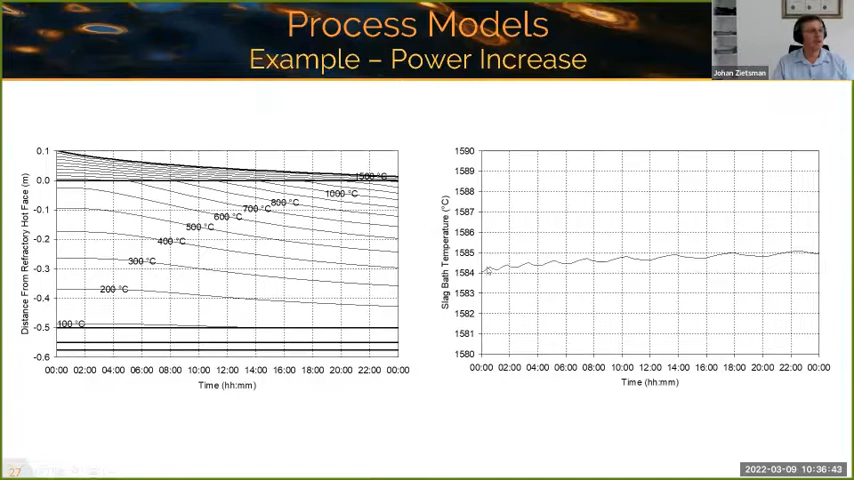 Process Models
Example – Power Increase
Johan Zietsman
0.1
0.0
-0.1
-0.2
-0.3
-0.4
-0.5
-0.6
Distance From Refractory Hot Face (m)
1500 °C
1000 °C
800 °C
700 °C
600 °C
500 °C
400 °C
300 °C
200 °C
100 °C
00:00 02:00 04:00 06:00 08:00 10:00 12:00 14:00 16:00 18:00 20:00 22:00 00:00
Time (hh:mm)
1590
1589
1588
1587
1586
1585
1584
1583
1582
1581
1580
Slag Bath Temperature (°C)
00:00 02:00 04:00 06:00 08:00 10:00 12:00 14:00 16:00 18:00 20:00 22:00 00:00
Time (hh:mm)
27
2022-03-09 10:36:43